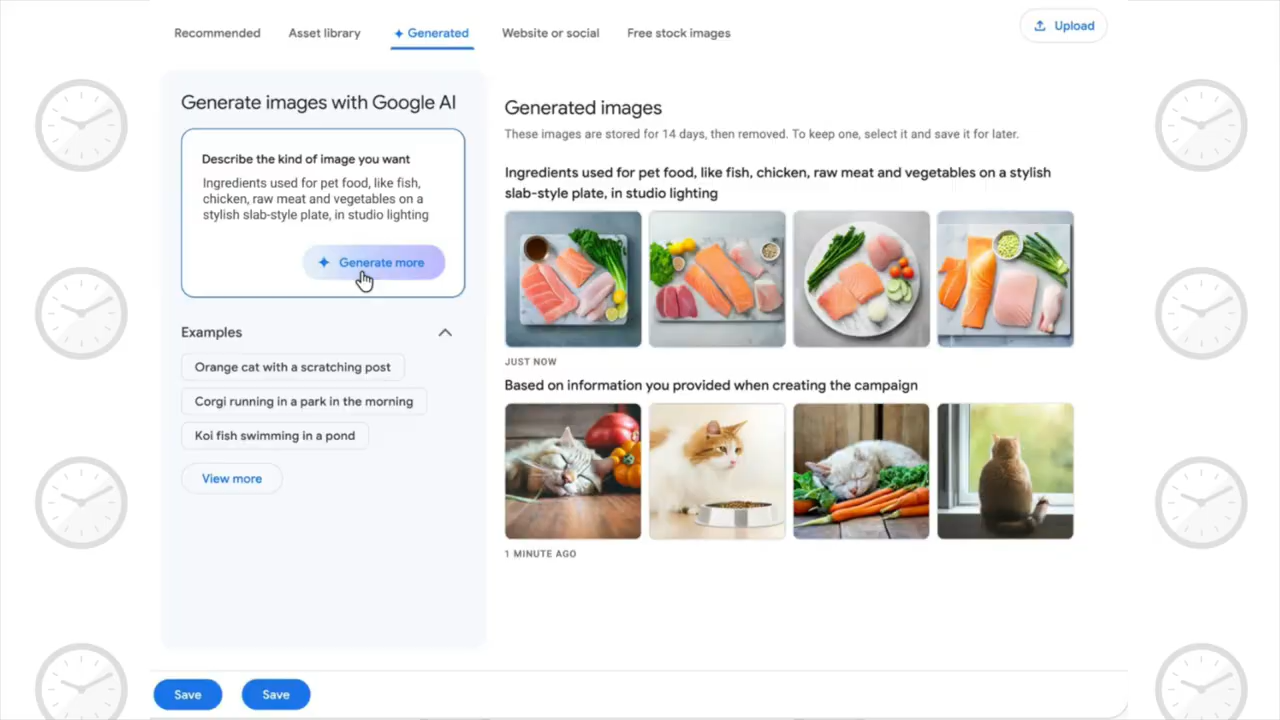 Recommended
Asset library
Generated
Website or social
Free stock images
Upload
Generate images with Google AI
Describe the kind of image you want
Ingredients used for pet food, like fish,
chicken, raw meat and vegetables on a
stylish slab-style plate, in studio lighting
Generate more
Examples
Orange cat with a scratching post
Corgi running in a park in the morning
Koi fish swimming in a pond
View more
Generated images
These images are stored for 14 days, then removed. To keep one, select it and save it for later.
Ingredients used for pet food, like fish, chicken, raw meat and vegetables on a stylish
slab-style plate, in studio lighting
JUST NOW
Based on information you provided when creating the campaign
1 MINUTE AGO
Save
Save